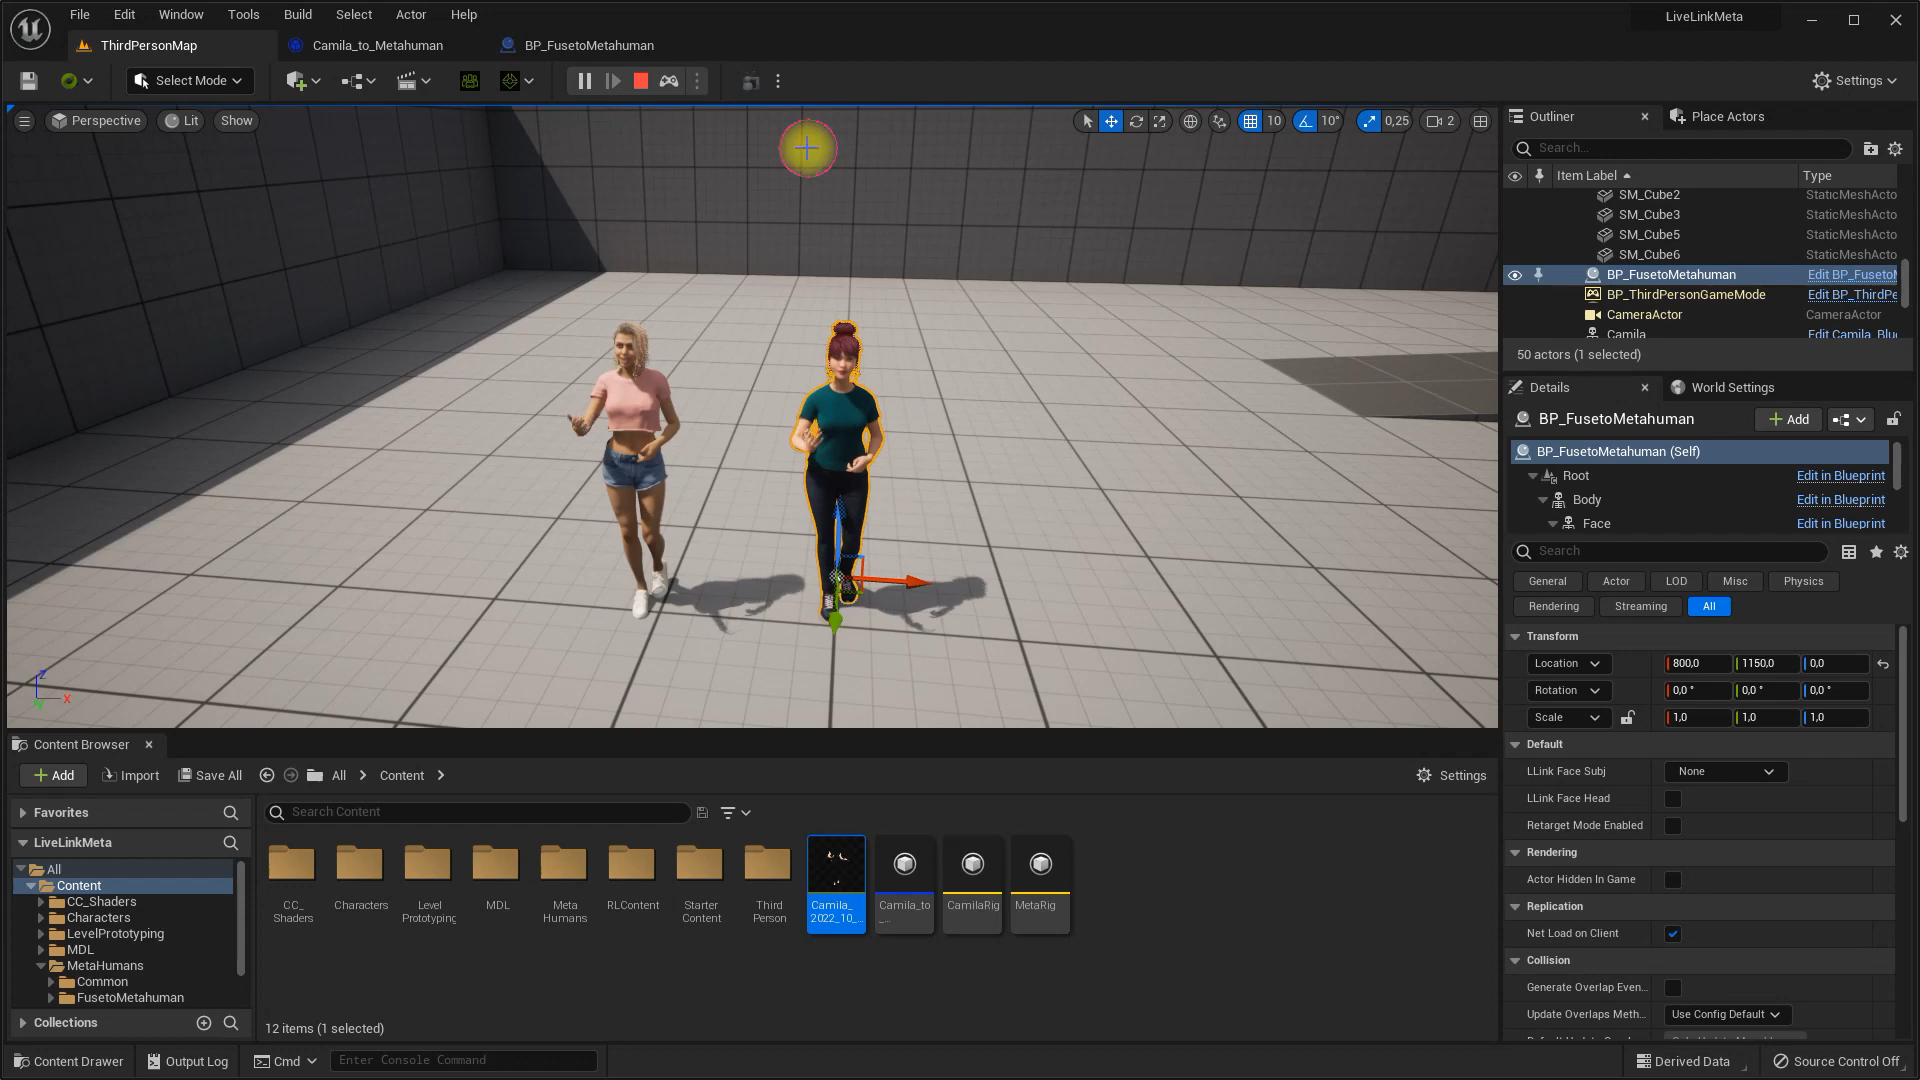 File Edit Window Tools Build Select Actor Help
LiveLinkMeta
ThirdPersonMap
Camila_to_Metahuman
BP_FusetoMetahuman
Select Mode
Settings
Perspective Lit Show
10 10° 0,25 2
Outliner
Place Actors
Search...
Item Label Type
SM_Cube2 StaticMeshActo
SM_Cube3 StaticMeshActo
SM_Cube5 StaticMeshActo
SM_Cube6 StaticMeshActo
BP_FusetoMetahuman Edit BP_FusetoM
BP_ThirdPersonGameMode Edit BP_ThirdPe
CameraActor CameraActor
Camila Edit Camila_Blue
50 actors (1 selected)
Details
World Settings
BP_FusetoMetahuman
Add
BP_FusetoMetahuman (Self)
Root Edit in Blueprint
Body Edit in Blueprint
Face Edit in Blueprint
Search
General Actor LOD Misc Physics
Rendering Streaming All
Transform
Location 800,0 1150,0 0,0
Rotation 0,0 ° 0,0 ° 0,0 °
Scale 1,0 1,0 1,0
Default
LLink Face Subj None
LLink Face Head
Retarget Mode Enabled
Rendering
Actor Hidden In Game
Replication
Net Load on Client
Collision
Generate Overlap Even...
Update Overlaps Meth... Use Config Default
Z
X
Y
Content Browser
Add Import Save All All Content
Settings
Favorites
Search Content
LiveLinkMeta
All
Content
CC_Shaders
Characters
LevelPrototyping
MDL
MetaHumans
Common
FusetoMetahuman
Collections
CC_
Shaders
Characters
Level
Prototyping
MDL
Meta
Humans
RLContent
Starter
Content
Third
Person
Camila_
2022_10_...
Camila_to
_...
CamilaRig
MetaRig
12 items (1 selected)
Content Drawer Output Log Cmd Enter Console Command
Derived Data Source Control Off